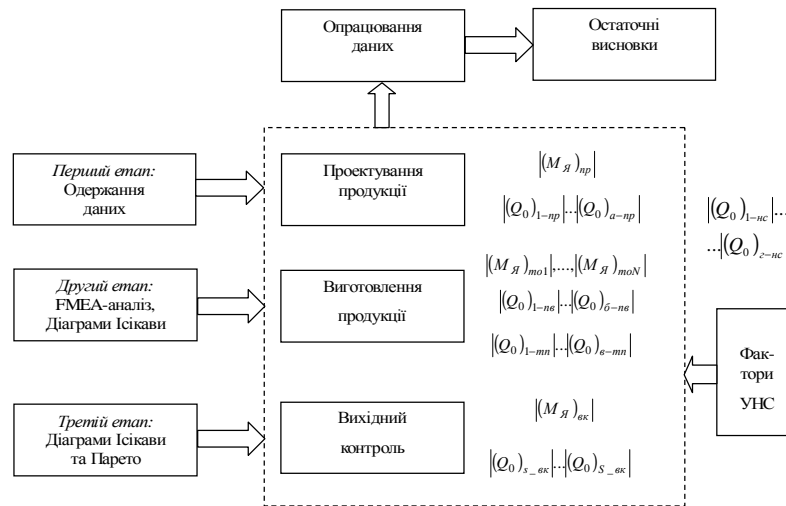 Опрацювання
даних
Остаточні
висновки
Перший етап:
Одержання
даних
Проектування
продукції
|(M_Я)_пр|
|(Q_0)_1-пр|...|(Q_0)_а-пр|
|(Q_0)_1-нс|...
...|(Q_0)_г-нс|
Другий етап:
FMEA-аналіз,
Діаграми Ісікави
Виготовлення
продукції
|(M_Я)_то1|,...,|(M_Я)_тоN|
|(Q_0)_1-пв|...|(Q_0)_б-пв|
|(Q_0)_1-тп|...|(Q_0)_в-тп|
Фак-
тори
УНС
Третій етап:
Діаграми Ісікави
та Парето
Вихідний
контроль
|(M_Я)_вк|
|(Q_0)_s_вк|...|(Q_0)_S_вк|